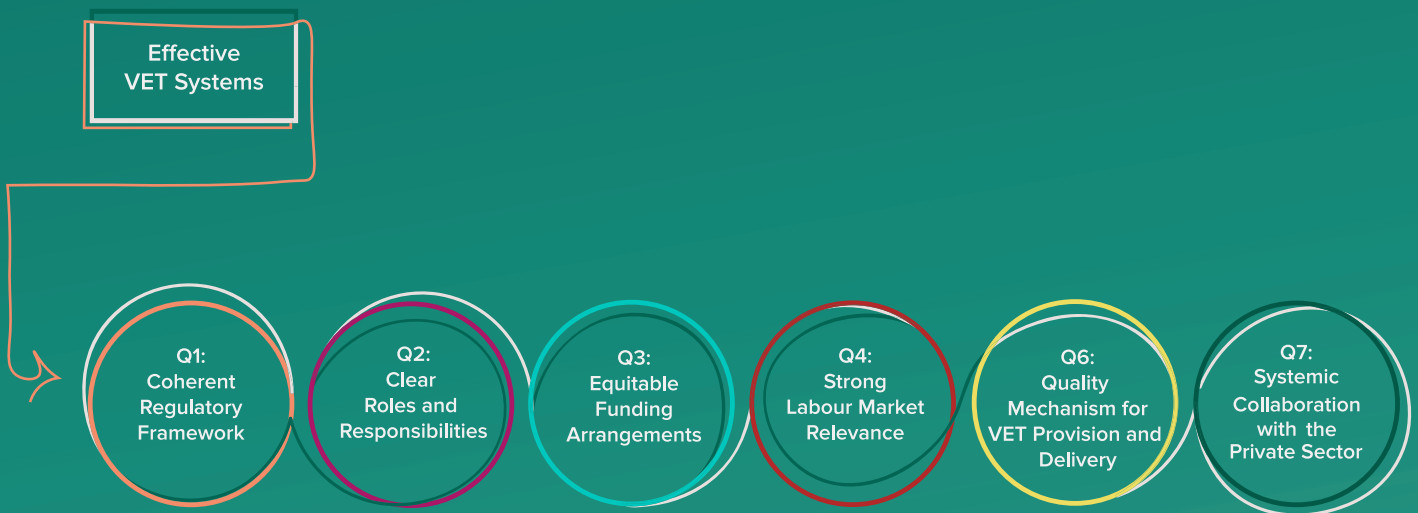 Effective
VET Systems
Q1:
Coherent
Regulatory
Framework
Q2:
Clear
Roles and
Responsibilities
Q3:
Equitable
Funding
Arrangements
Q4:
Strong
Labour Market
Relevance
Q6:
Quality
Mechanism for
VET Provision and
Delivery
Q7:
Systemic
Collaboration
with the
Private Sector